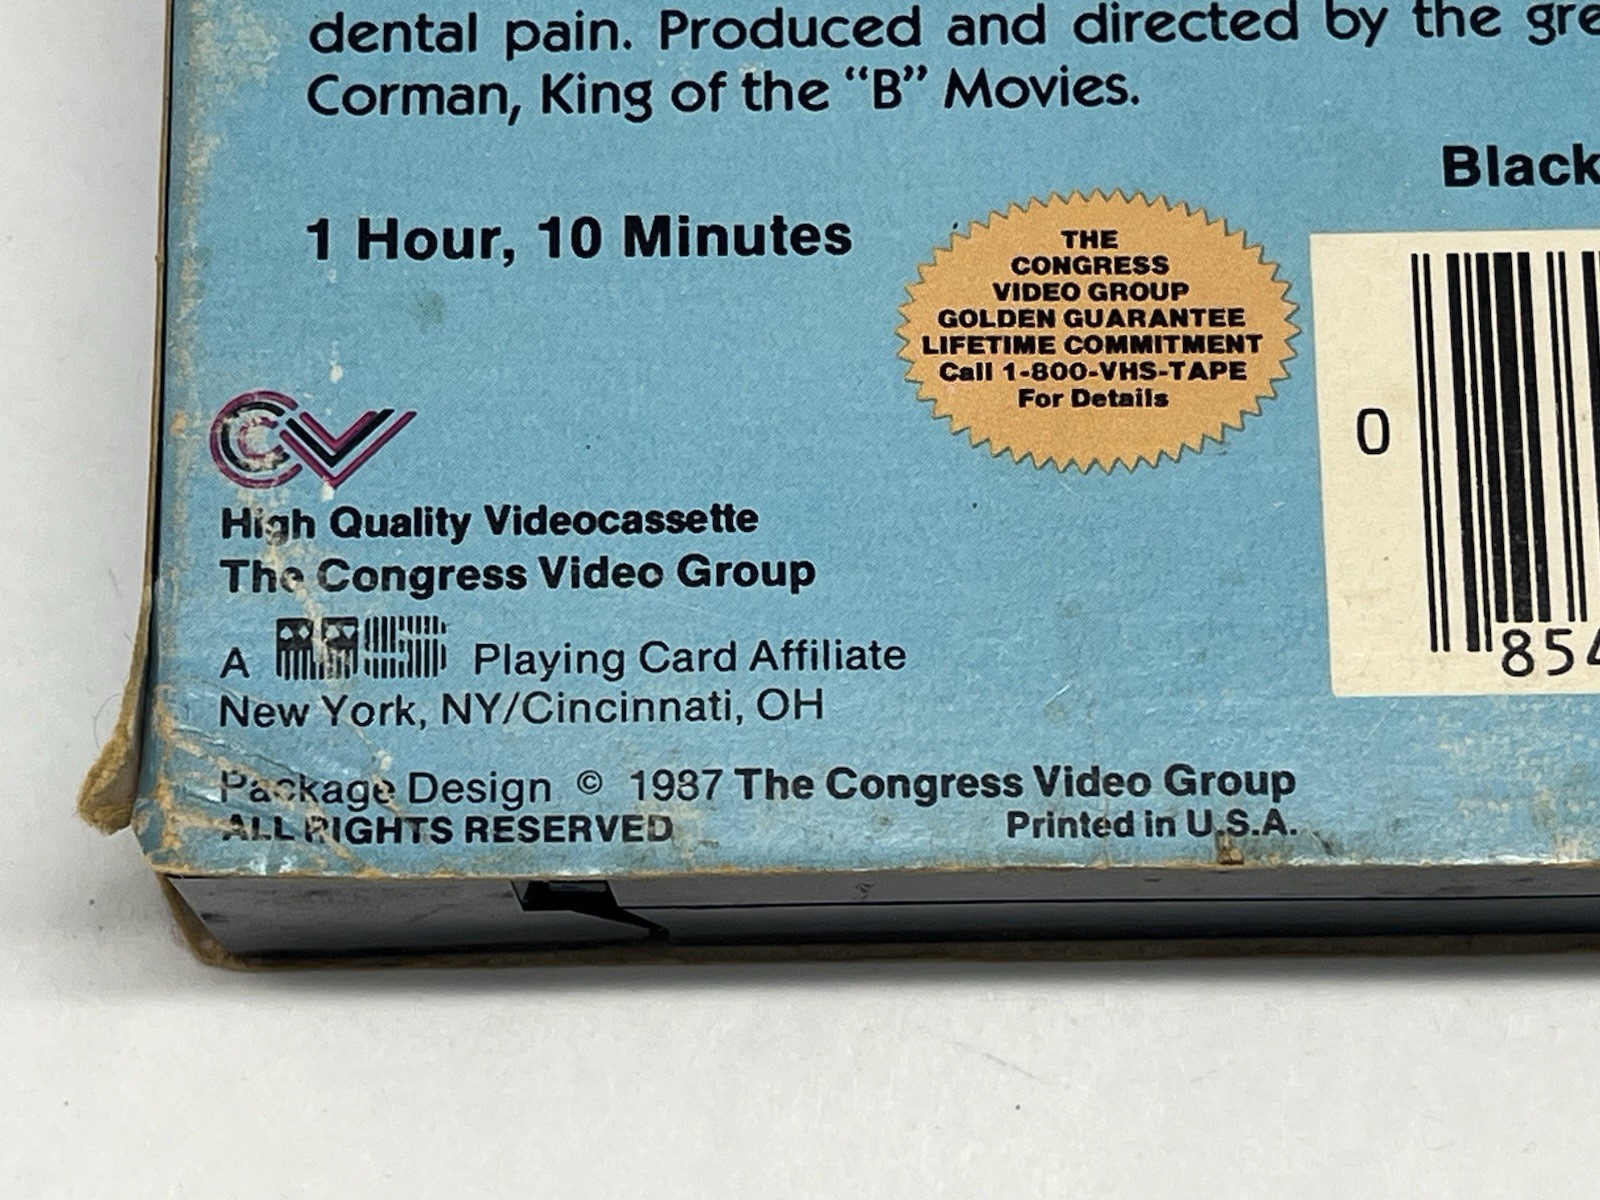 dental pain. Produced and directed by the gre
Corman, King of the “B” Movies.
Black
1 Hour, 10 Minutes
THE
CONGRESS
VIDEO GROUP
GOLDEN GUARANTEE
LIFETIME COMMITMENT
Call 1-800-VHS-TAPE
For Details
0
854
CV
High Quality Videocassette
The Congress Video Group
A Playing Card Affiliate
New York, NY/Cincinnati, OH
Package Design © 1987 The Congress Video Group
ALL RIGHTS RESERVED
Printed in U.S.A.